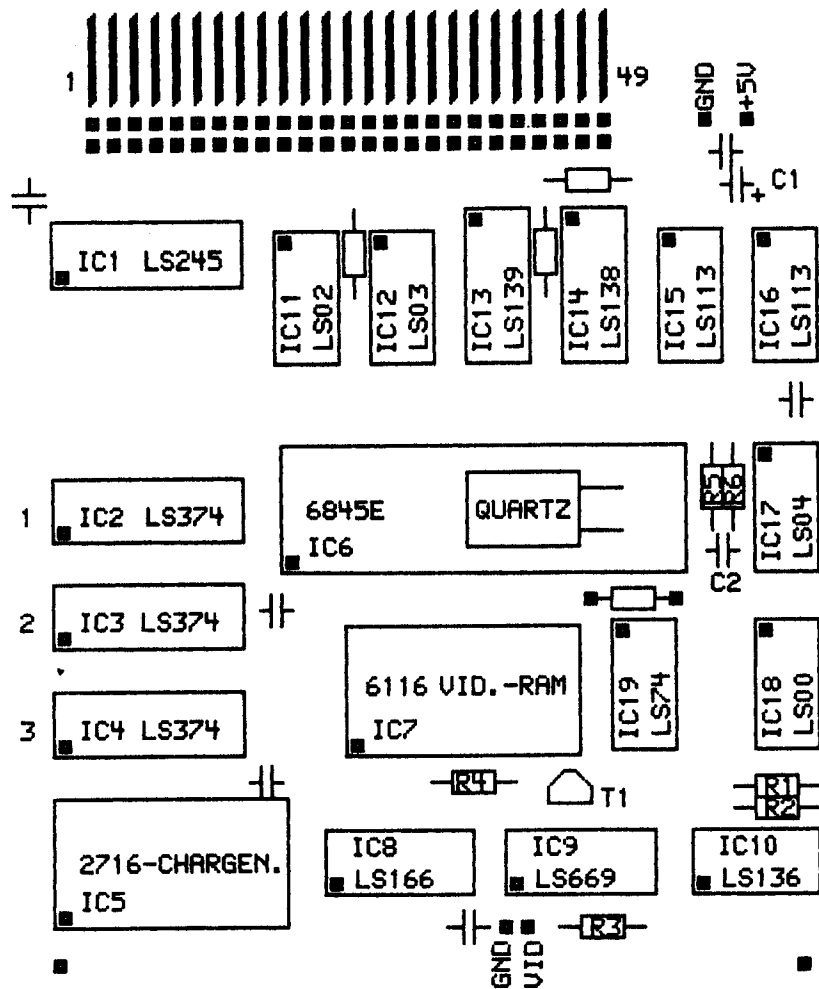 1
49
GND
+5V
C1
+
IC1 LS245
IC11
LS02
IC12
LS03
IC13
LS139
IC14
LS138
IC15
LS113
IC16
LS113
1
IC2 LS374
6845E
IC6
QUARTZ
R5
R6
C2
IC17
LS04
2
IC3 LS374
3
IC4 LS374
6116 VID.-RAM
IC7
IC19
LS74
IC18
LS00
R4
T1
R1
R2
2716-CHARGEN.
IC5
IC8
LS166
IC9
LS669
IC10
LS136
GND
VID
R3